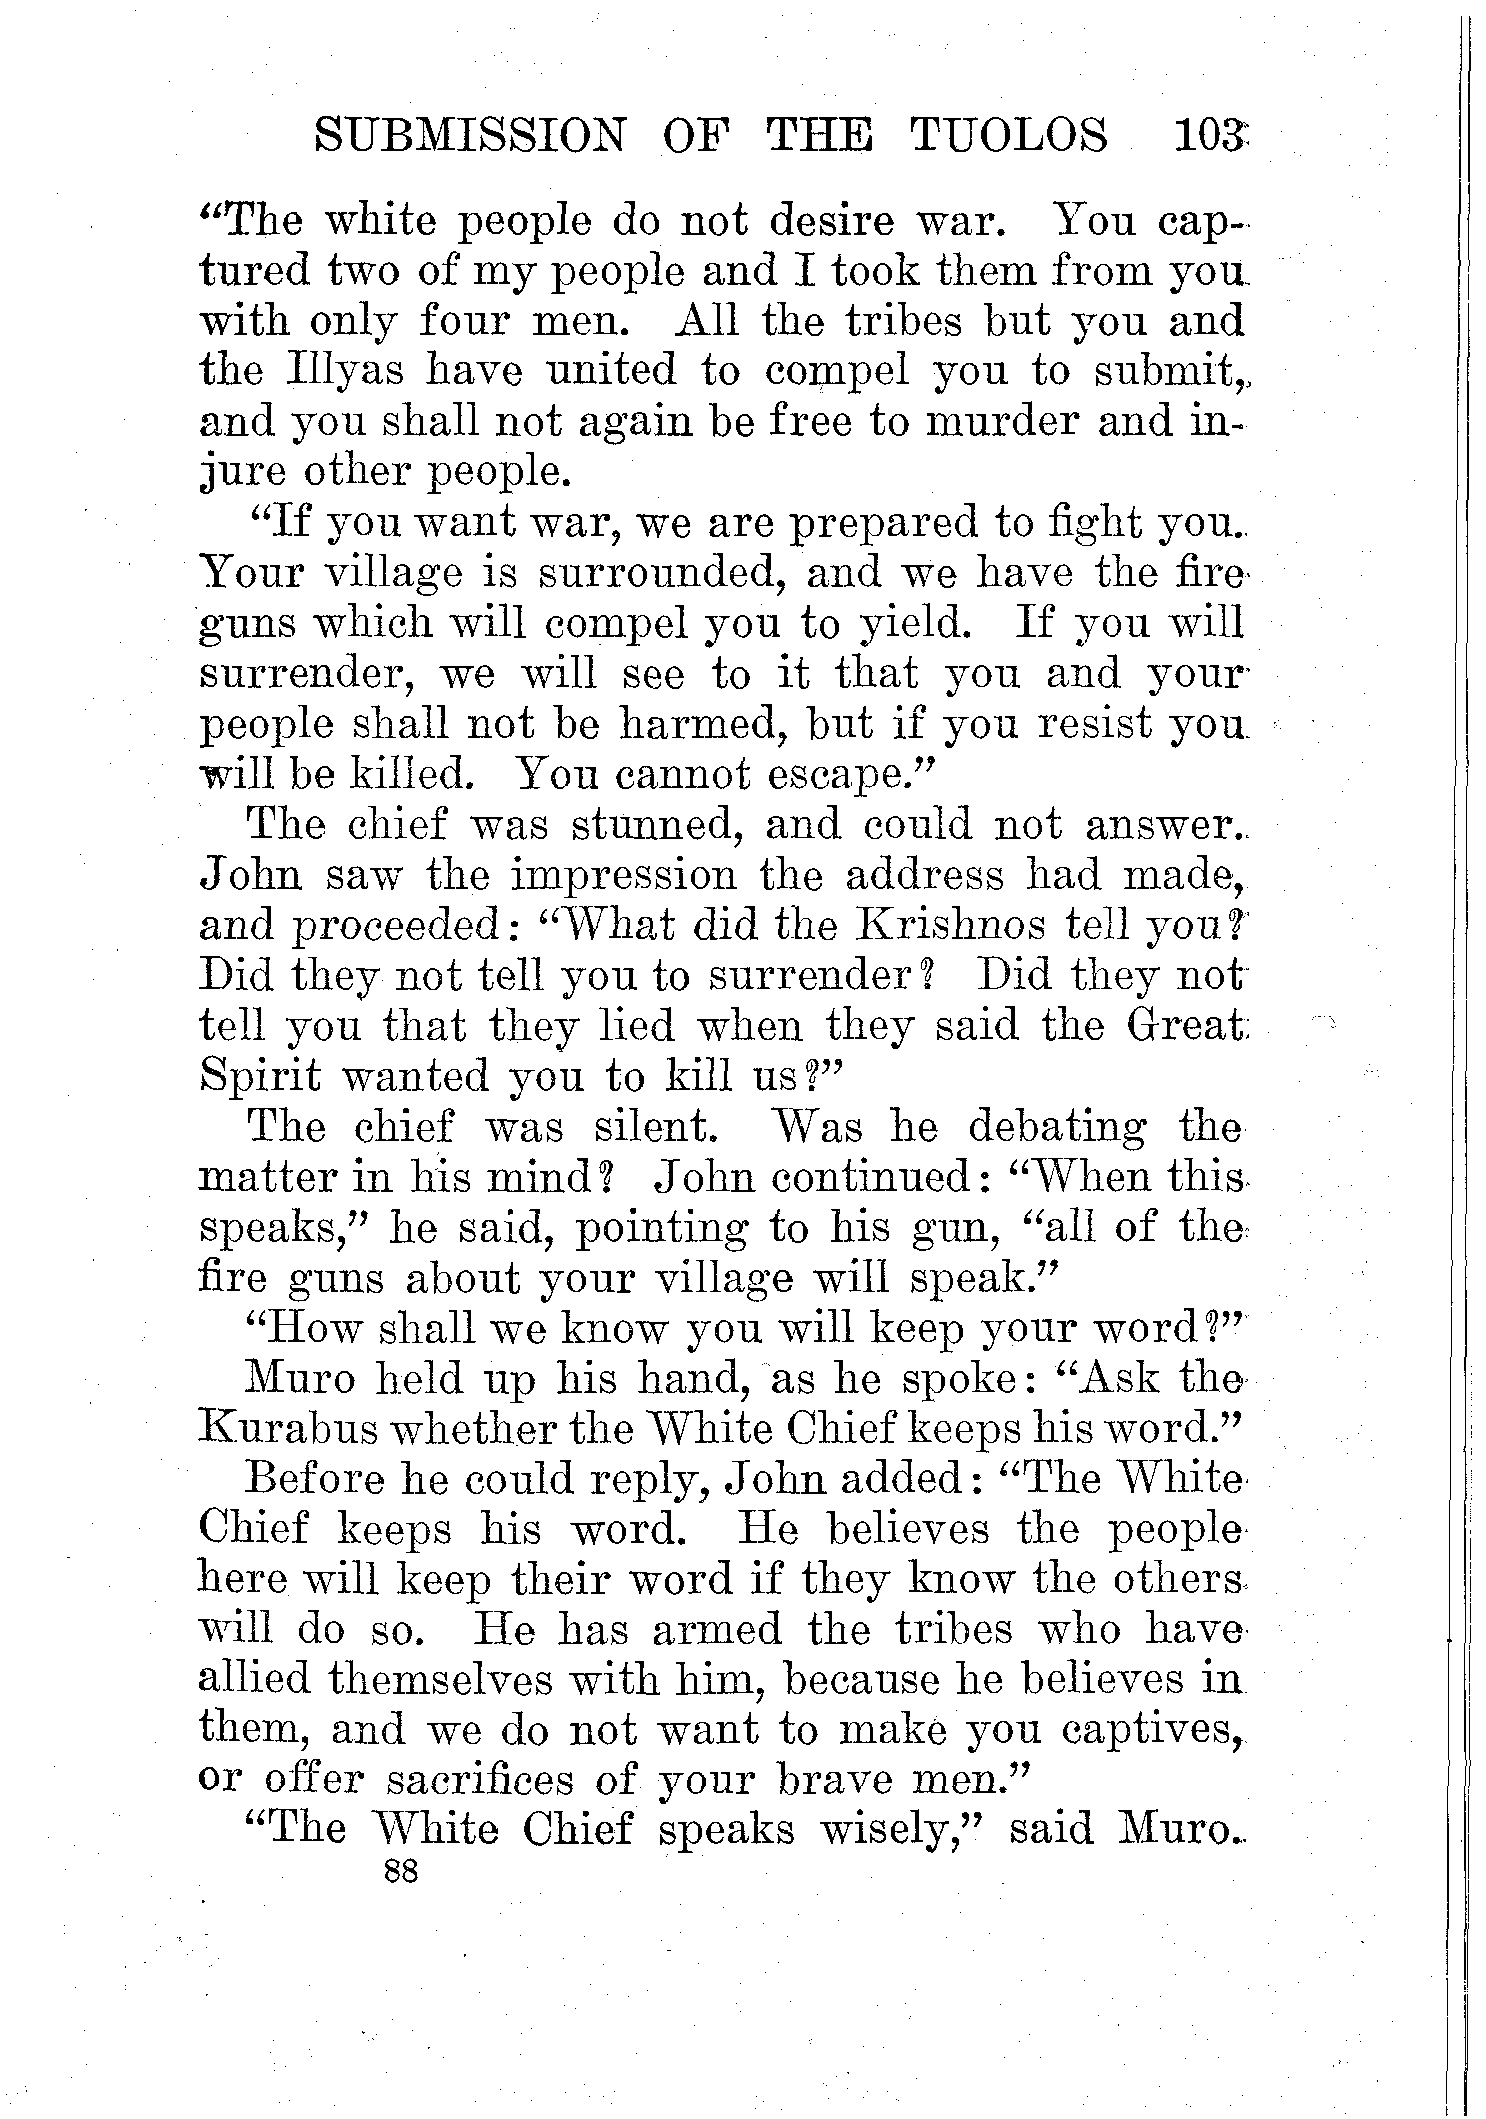 SUBMISSION OF THE TUOLOS 103
“The white people do not desire war. You cap-
tured two of my people and I took them from you
with only four men. All the tribes but you and
the Illyas have united to compel you to submit,
and you shall not again be free to murder and in-
jure other people.
“If you want war, we are prepared to fight you.
Your village is surrounded, and we have the fire
guns which will compel you to yield. If you will
surrender, we will see to it that you and your
people shall not be harmed, but if you resist you
will be killed. You cannot escape.”
The chief was stunned, and could not answer.
John saw the impression the address had made,
and proceeded: “What did the Krishnos tell you?
Did they not tell you to surrender? Did they not
tell you that they lied when they said the Great
Spirit wanted you to kill us?”
The chief was silent. Was he debating the
matter in his mind? John continued: “When this
speaks,” he said, pointing to his gun, “all of the
fire guns about your village will speak.”
“How shall we know you will keep your word?”
Muro held up his hand, as he spoke: “Ask the
Kurabus whether the White Chief keeps his word.”
Before he could reply, John added: “The White
Chief keeps his word. He believes the people
here will keep their word if they know the others
will do so. He has armed the tribes who have
allied themselves with him, because he believes in
them, and we do not want to make you captives,
or offer sacrifices of your brave men.”
“The White Chief speaks wisely,” said Muro.
88